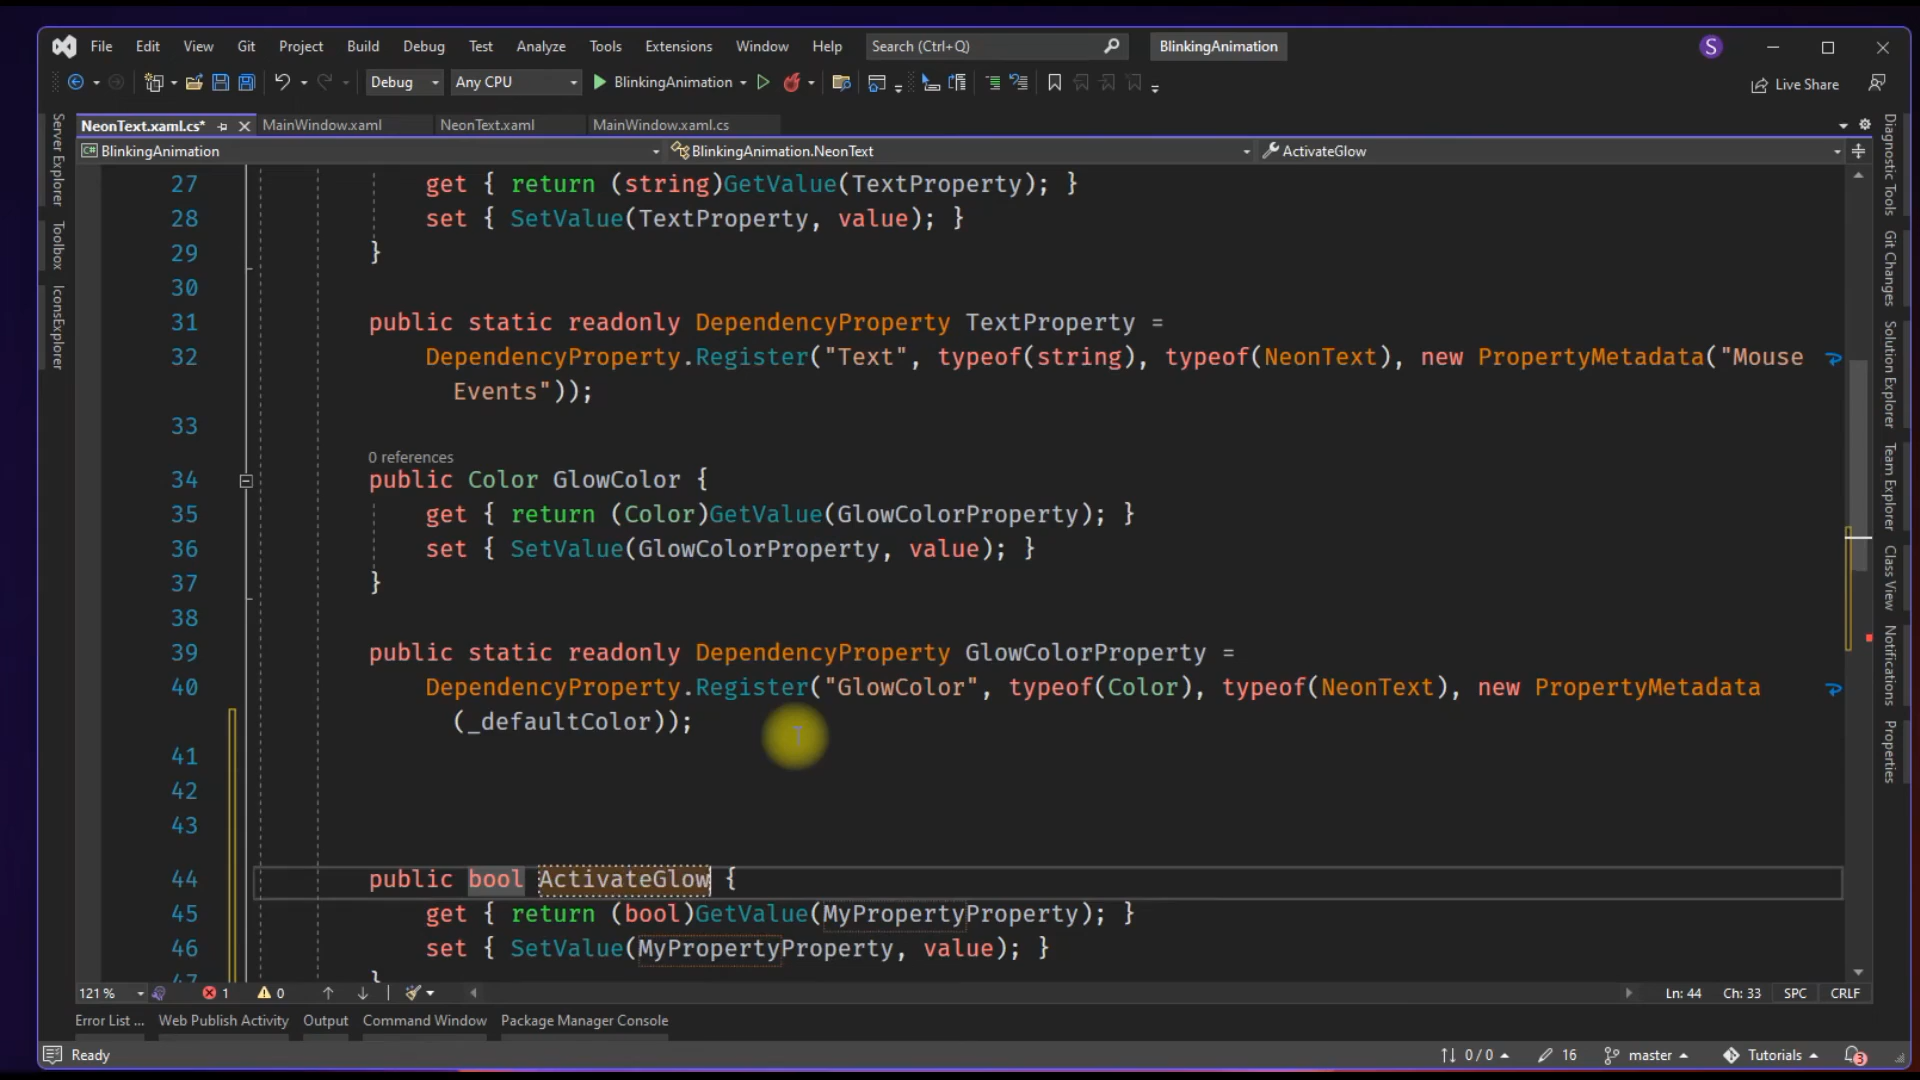 File Edit View Git Project Build Debug Test Analyze Tools Extensions Window Help Search (Ctrl+Q) BlinkingAnimation S
Debug Any CPU BlinkingAnimation Live Share
NeonText.xaml.cs* MainWindow.xaml NeonText.xaml MainWindow.xaml.cs
C# BlinkingAnimation BlinkingAnimation.NeonText ActivateGlow
Server Explorer
Toolbox
IconsExplorer
27 get { return (string)GetValue(TextProperty); }
28 set { SetValue(TextProperty, value); }
29 }
30
31 public static readonly DependencyProperty TextProperty =
32 DependencyProperty.Register("Text", typeof(string), typeof(NeonText), new PropertyMetadata("Mouse
Events"));
33
0 references
34 public Color GlowColor {
35 get { return (Color)GetValue(GlowColorProperty); }
36 set { SetValue(GlowColorProperty, value); }
37 }
38
39 public static readonly DependencyProperty GlowColorProperty =
40 DependencyProperty.Register("GlowColor", typeof(Color), typeof(NeonText), new PropertyMetadata
(_defaultColor));
41
42
43
44 public bool ActivateGlow {
45 get { return (bool)GetValue(MyPropertyProperty); }
46 set { SetValue(MyPropertyProperty, value); }
47 }
Diagnostic Tools
Git Changes
Solution Explorer
Team Explorer
Class View
Notifications
Properties
121 % 1 0 Ln: 44 Ch: 33 SPC CRLF
Error List ... Web Publish Activity Output Command Window Package Manager Console
Ready 0 / 0 16 master Tutorials 3